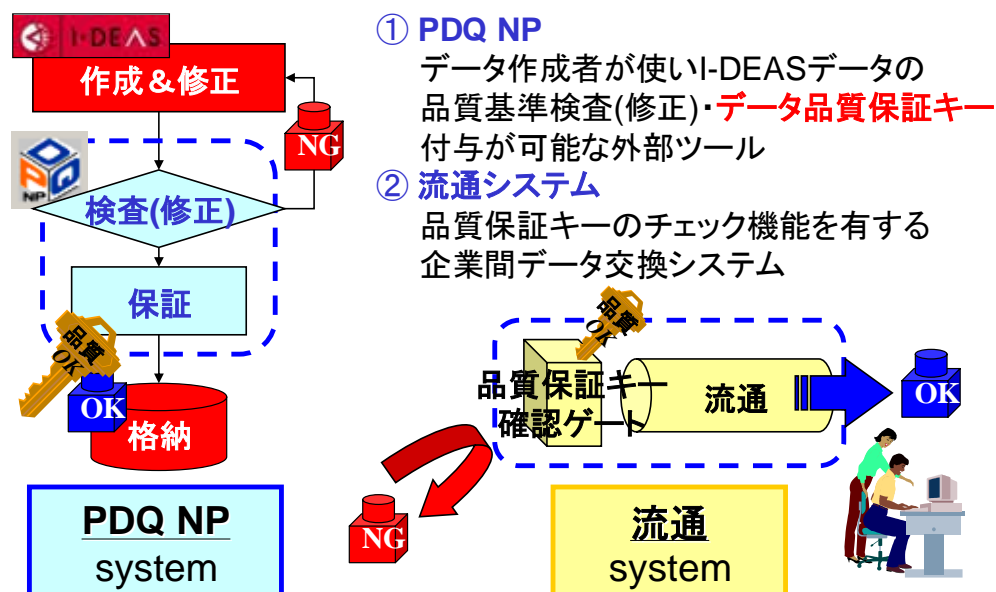 I-DEAS
作成＆修正
NG
PDQ
NP
検査(修正)
保証
品質
OK
OK
格納
PDQ NP
system
① PDQ NP
データ作成者が使いI-DEASデータの
品質基準検査(修正)・データ品質保証キー
付与が可能な外部ツール
② 流通システム
品質保証キーのチェック機能を有する
企業間データ交換システム
品質
OK
品質保証キー
確認ゲート
流通
OK
NG
流通
system